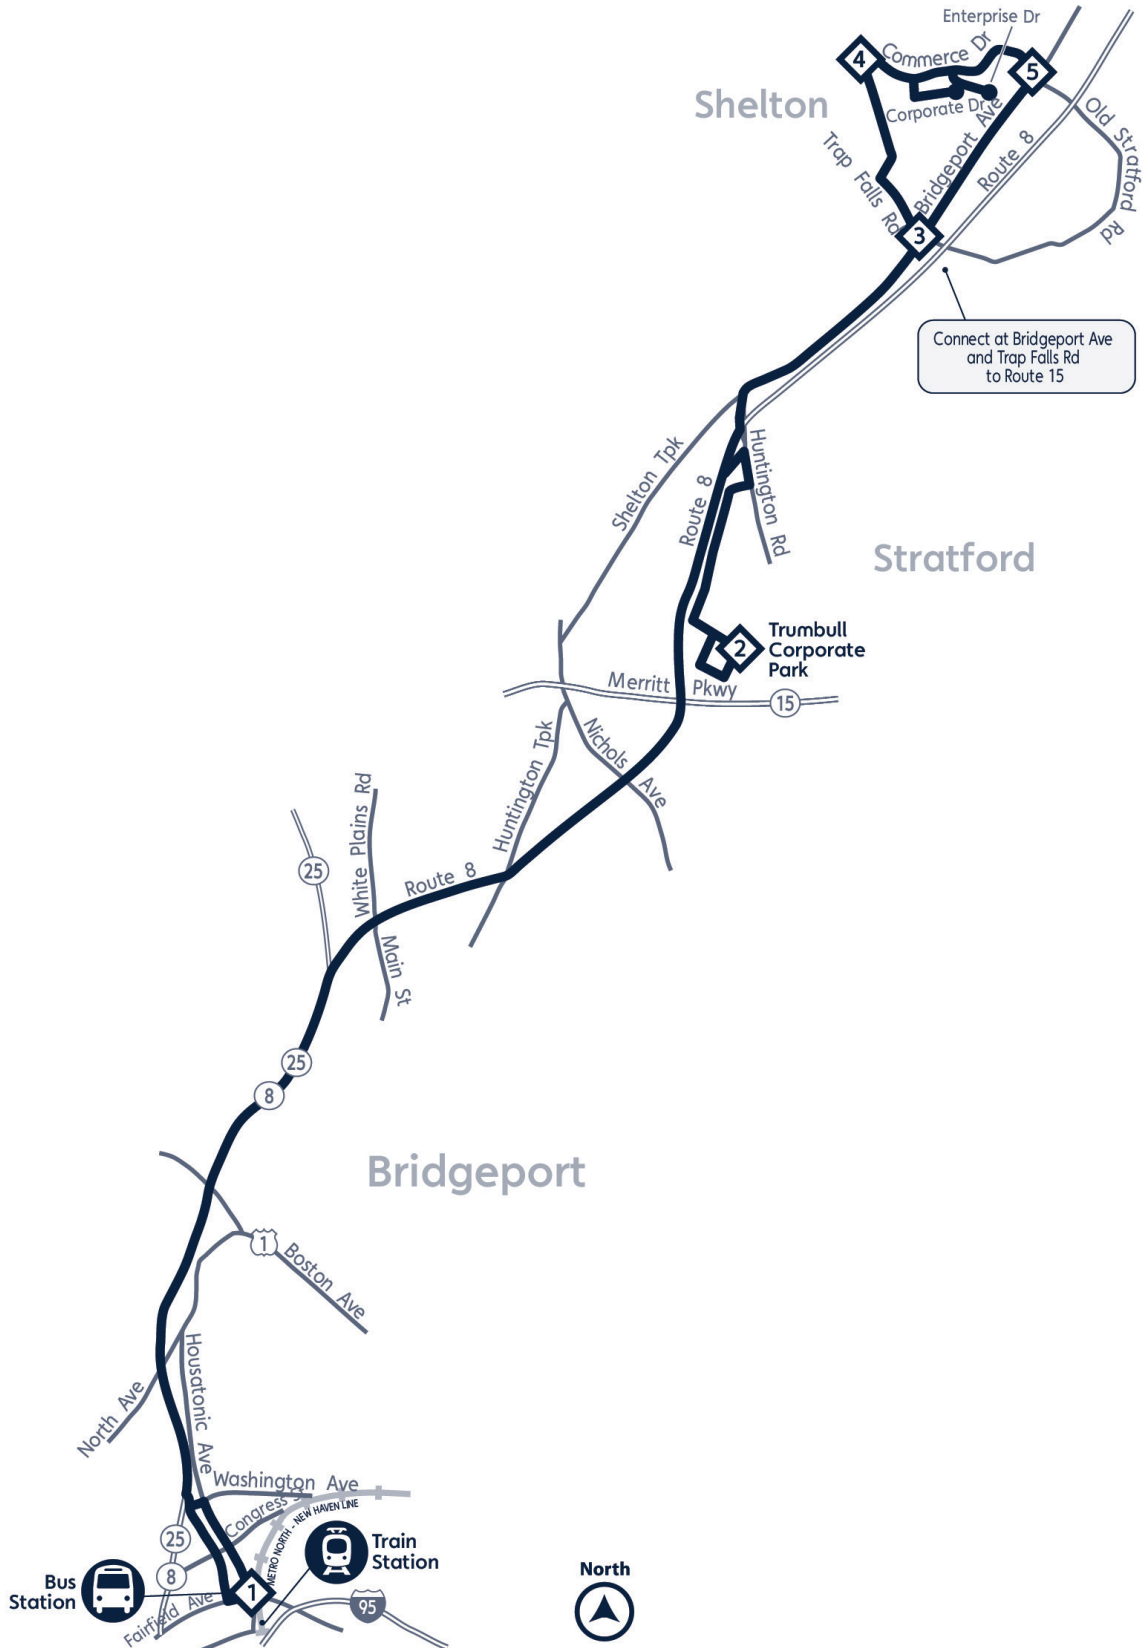 Enterprise Dr
4
Commerce Dr
5
Shelton
Corporate Dr
Old Stratford Rd
Bridgeport Ave
Route 8
Trap Falls Rd
3
Connect at Bridgeport Ave
and Trap Falls Rd
to Route 15
Shelton Tpk
Huntington Rd
Route 8
Stratford
2
Trumbull
Corporate
Park
Merritt Pkwy
15
Nichols Ave
Huntington Tpk
White Plains Rd
25
Route 8
Main St
25
8
Bridgeport
1
Boston Ave
Housatonic Ave
North Ave
Washington Ave
Congress St
METRO NORTH - NEW HAVEN LINE
25
Train
Station
8
Bus
Station
1
Fairfield Ave
95
North